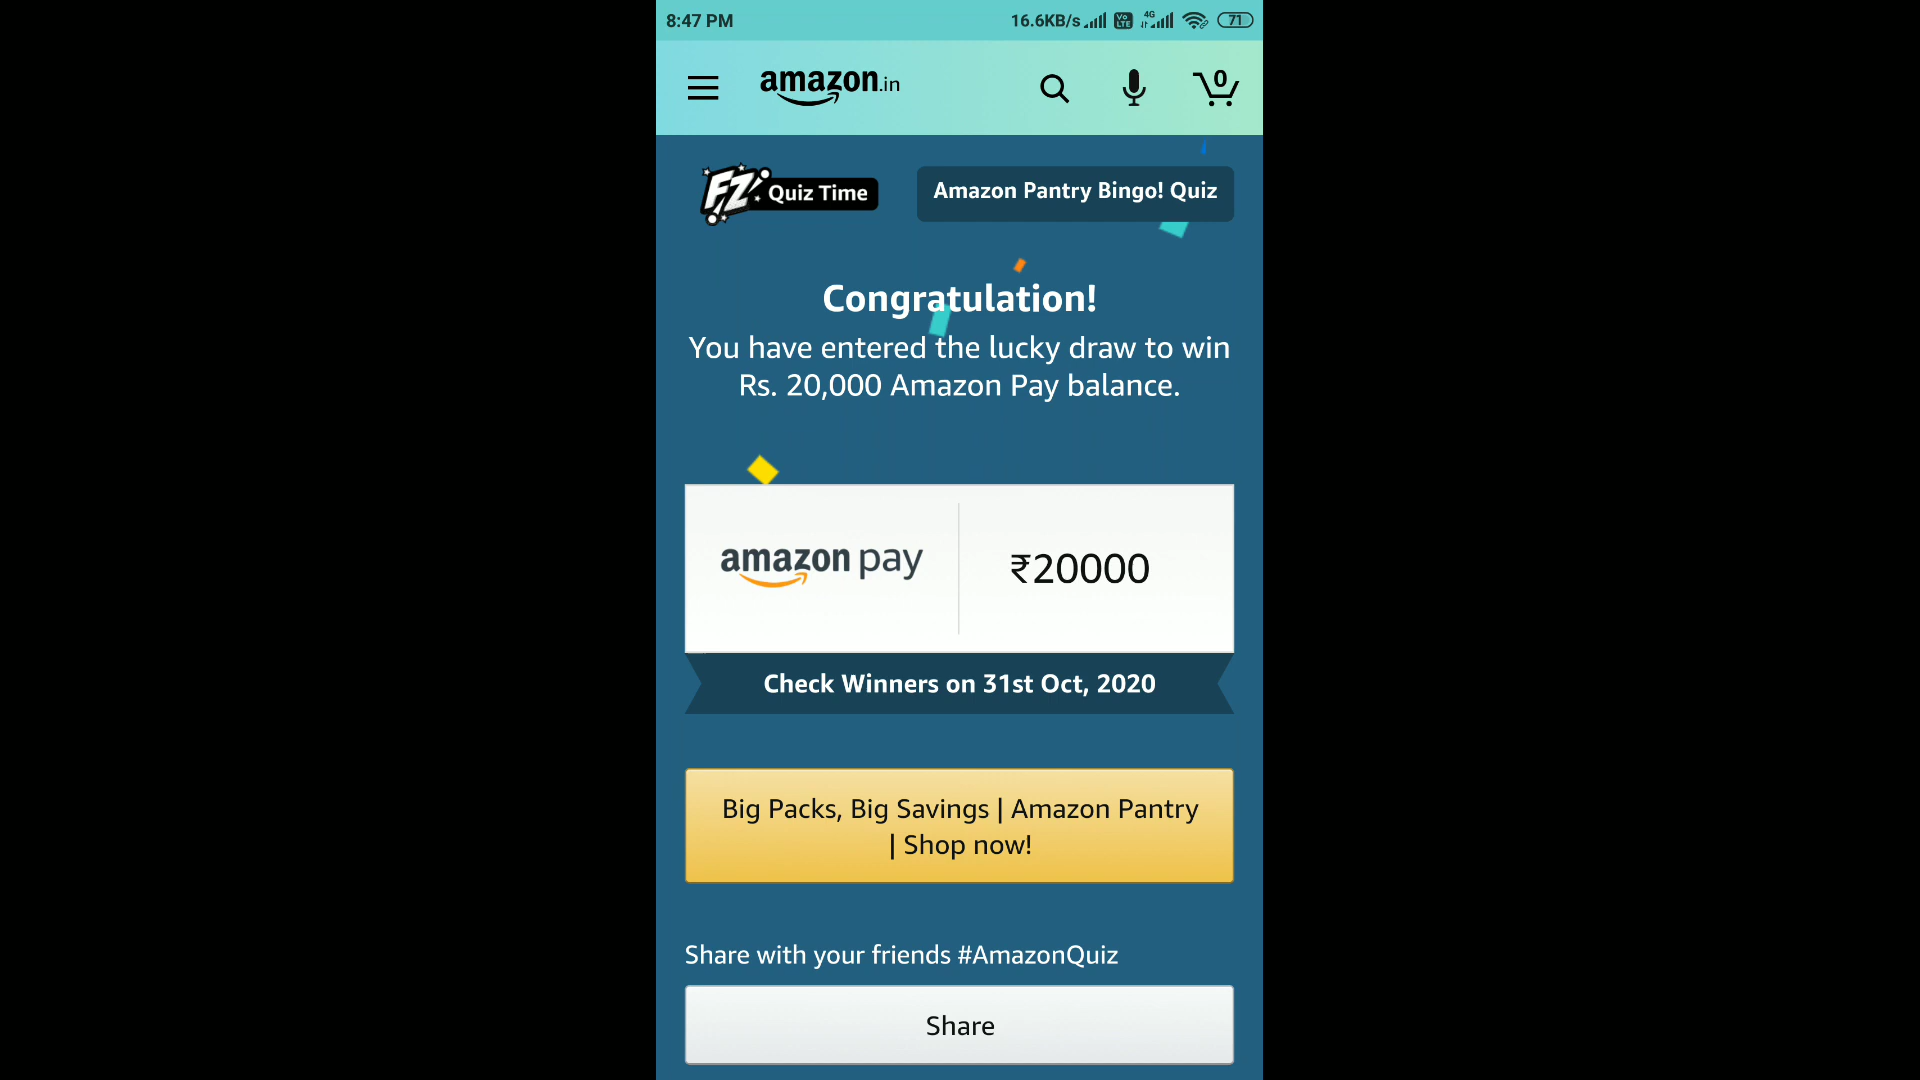 8:47 PM 16.6KB/s VoLTE 4G 71
amazon.in 0
FZ Quiz Time Amazon Pantry Bingo! Quiz
Congratulation!
You have entered the lucky draw to win
Rs. 20,000 Amazon Pay balance.
amazon pay ₹20000
Check Winners on 31st Oct, 2020
Big Packs, Big Savings | Amazon Pantry
| Shop now!
Share with your friends #AmazonQuiz
Share